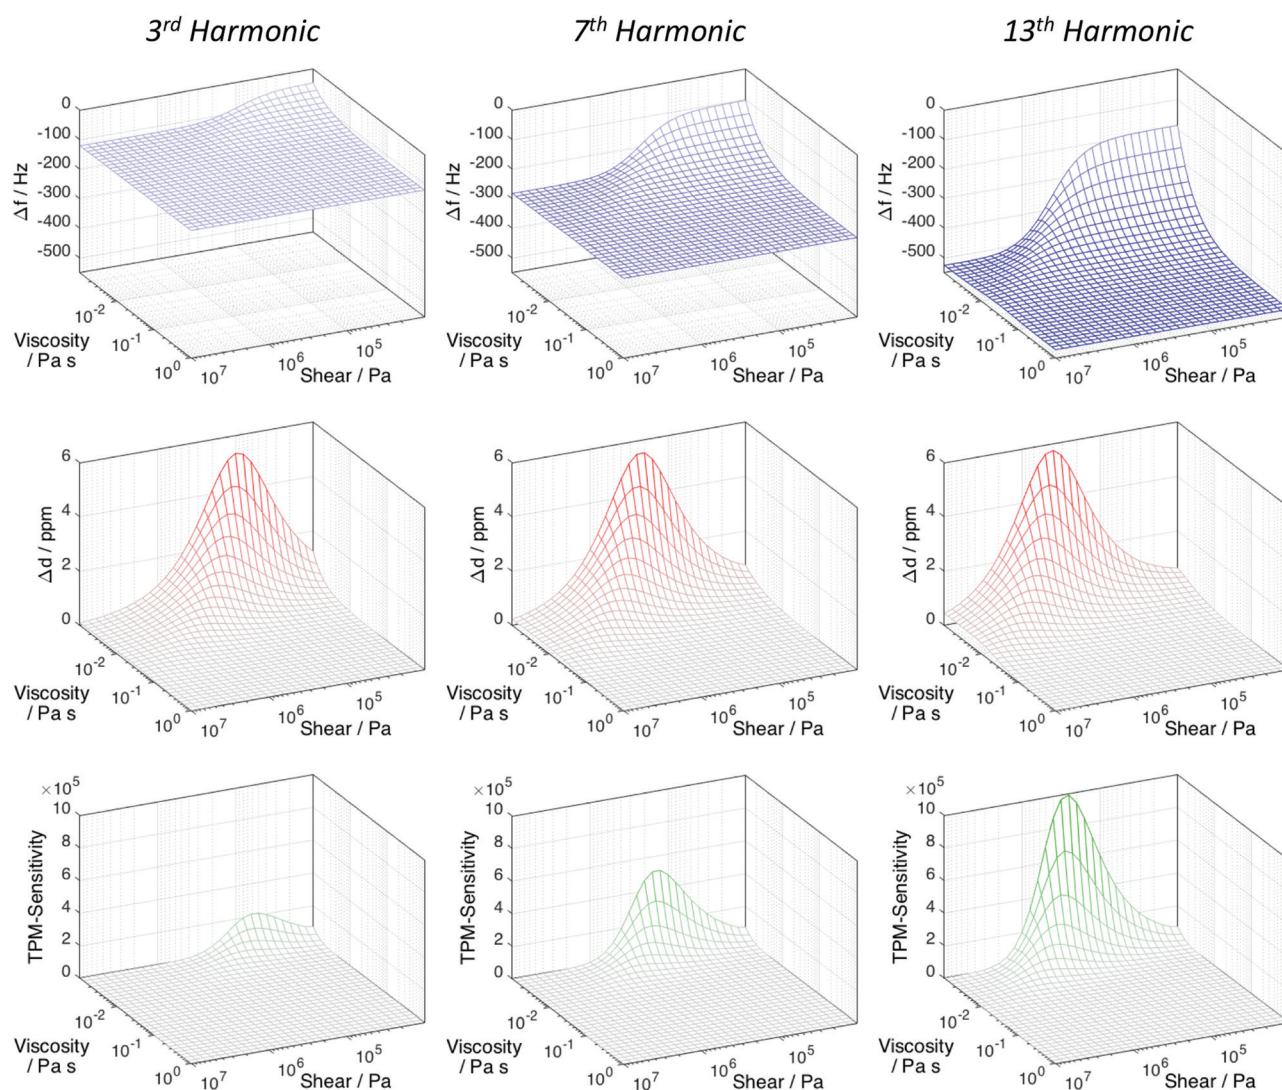 3rd Harmonic
7th Harmonic
13th Harmonic
0
-100
-200
-300
-400
-500
Δf / Hz
10-2
10-1
100
Viscosity
/ Pa s
107
106
105
Shear / Pa
0
-100
-200
-300
-400
-500
Δf / Hz
10-2
10-1
100
Viscosity
/ Pa s
107
106
105
Shear / Pa
0
-100
-200
-300
-400
-500
Δf / Hz
10-2
10-1
100
Viscosity
/ Pa s
107
106
105
Shear / Pa
6
4
2
0
Δd / ppm
10-2
10-1
100
Viscosity
/ Pa s
107
106
105
Shear / Pa
6
4
2
0
Δd / ppm
10-2
10-1
100
Viscosity
/ Pa s
107
106
105
Shear / Pa
6
4
2
0
Δd / ppm
10-2
10-1
100
Viscosity
/ Pa s
107
106
105
Shear / Pa
×105
10
8
6
4
2
0
TPM-Sensitivity
10-2
10-1
100
Viscosity
/ Pa s
107
106
105
Shear / Pa
×105
10
8
6
4
2
0
TPM-Sensitivity
10-2
10-1
100
Viscosity
/ Pa s
107
106
105
Shear / Pa
×105
10
8
6
4
2
0
TPM-Sensitivity
10-2
10-1
100
Viscosity
/ Pa s
107
106
105
Shear / Pa